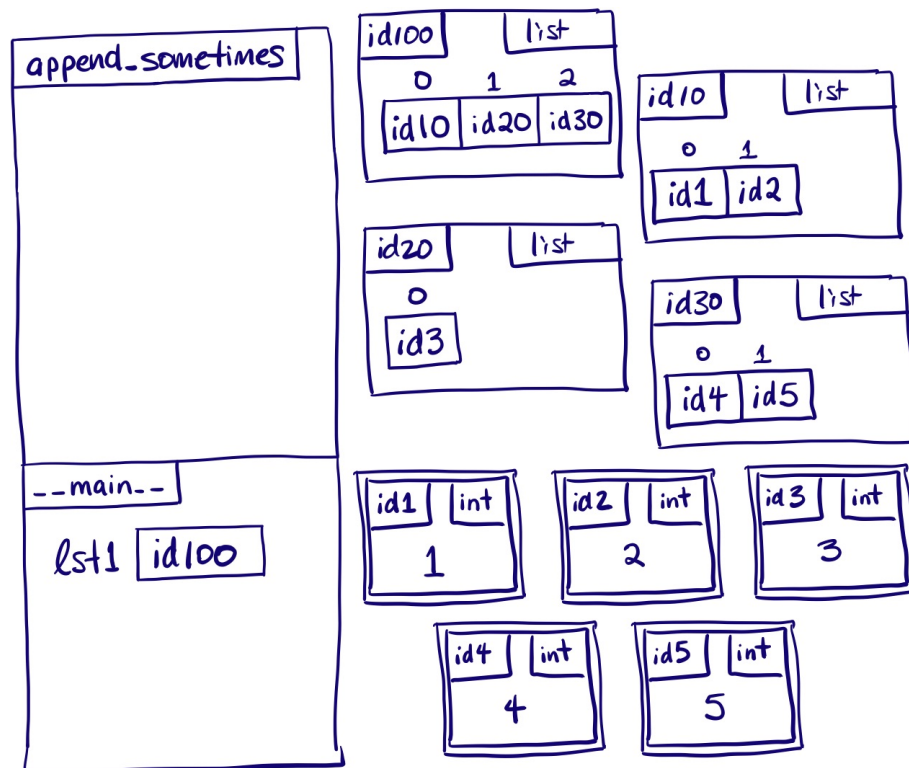 append_sometimes
__main__
lst1 id100
id100 list
0 1 2
id10 id20 id30
id10 list
0 1
id1 id2
id20 list
0
id3
id30 list
0 1
id4 id5
id1 int
1
id2 int
2
id3 int
3
id4 int
4
id5 int
5